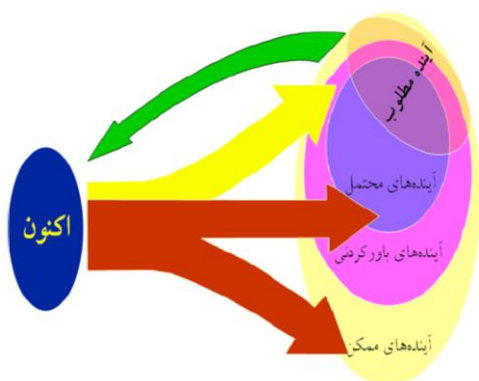 آینده مطلوب
آینده‌های محتمل
اکنون
آینده‌های باورکردنی
آینده‌های ممکن